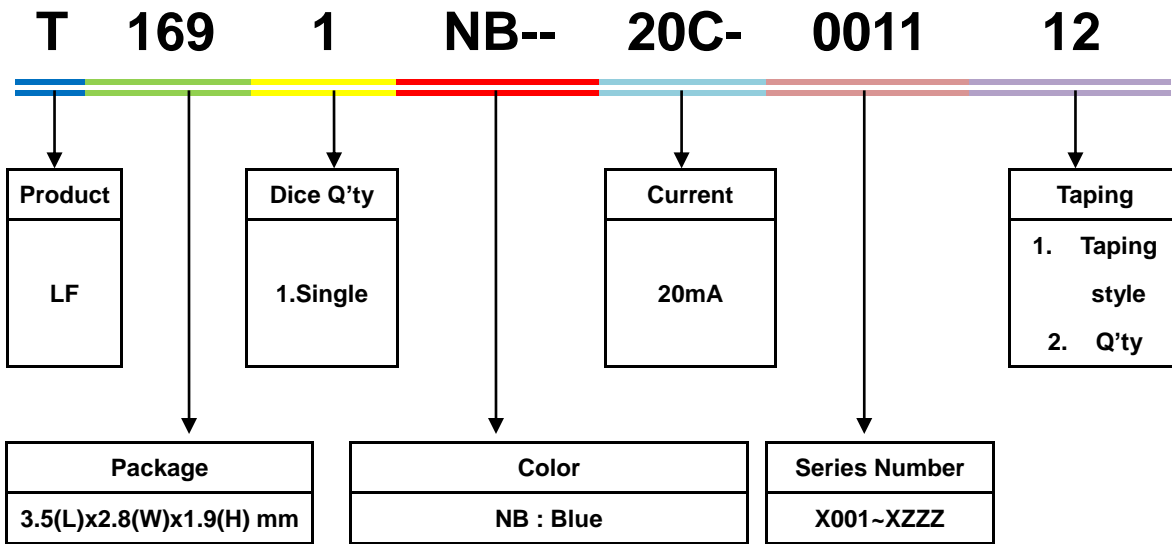 T 169 1 NB-- 20C- 0011 12
Product
LF
Dice Q’ty
1.Single
Current
20mA
Taping
1. Taping
style
2. Q’ty
Package
3.5(L)x2.8(W)x1.9(H) mm
Color
NB : Blue
Series Number
X001~XZZZ